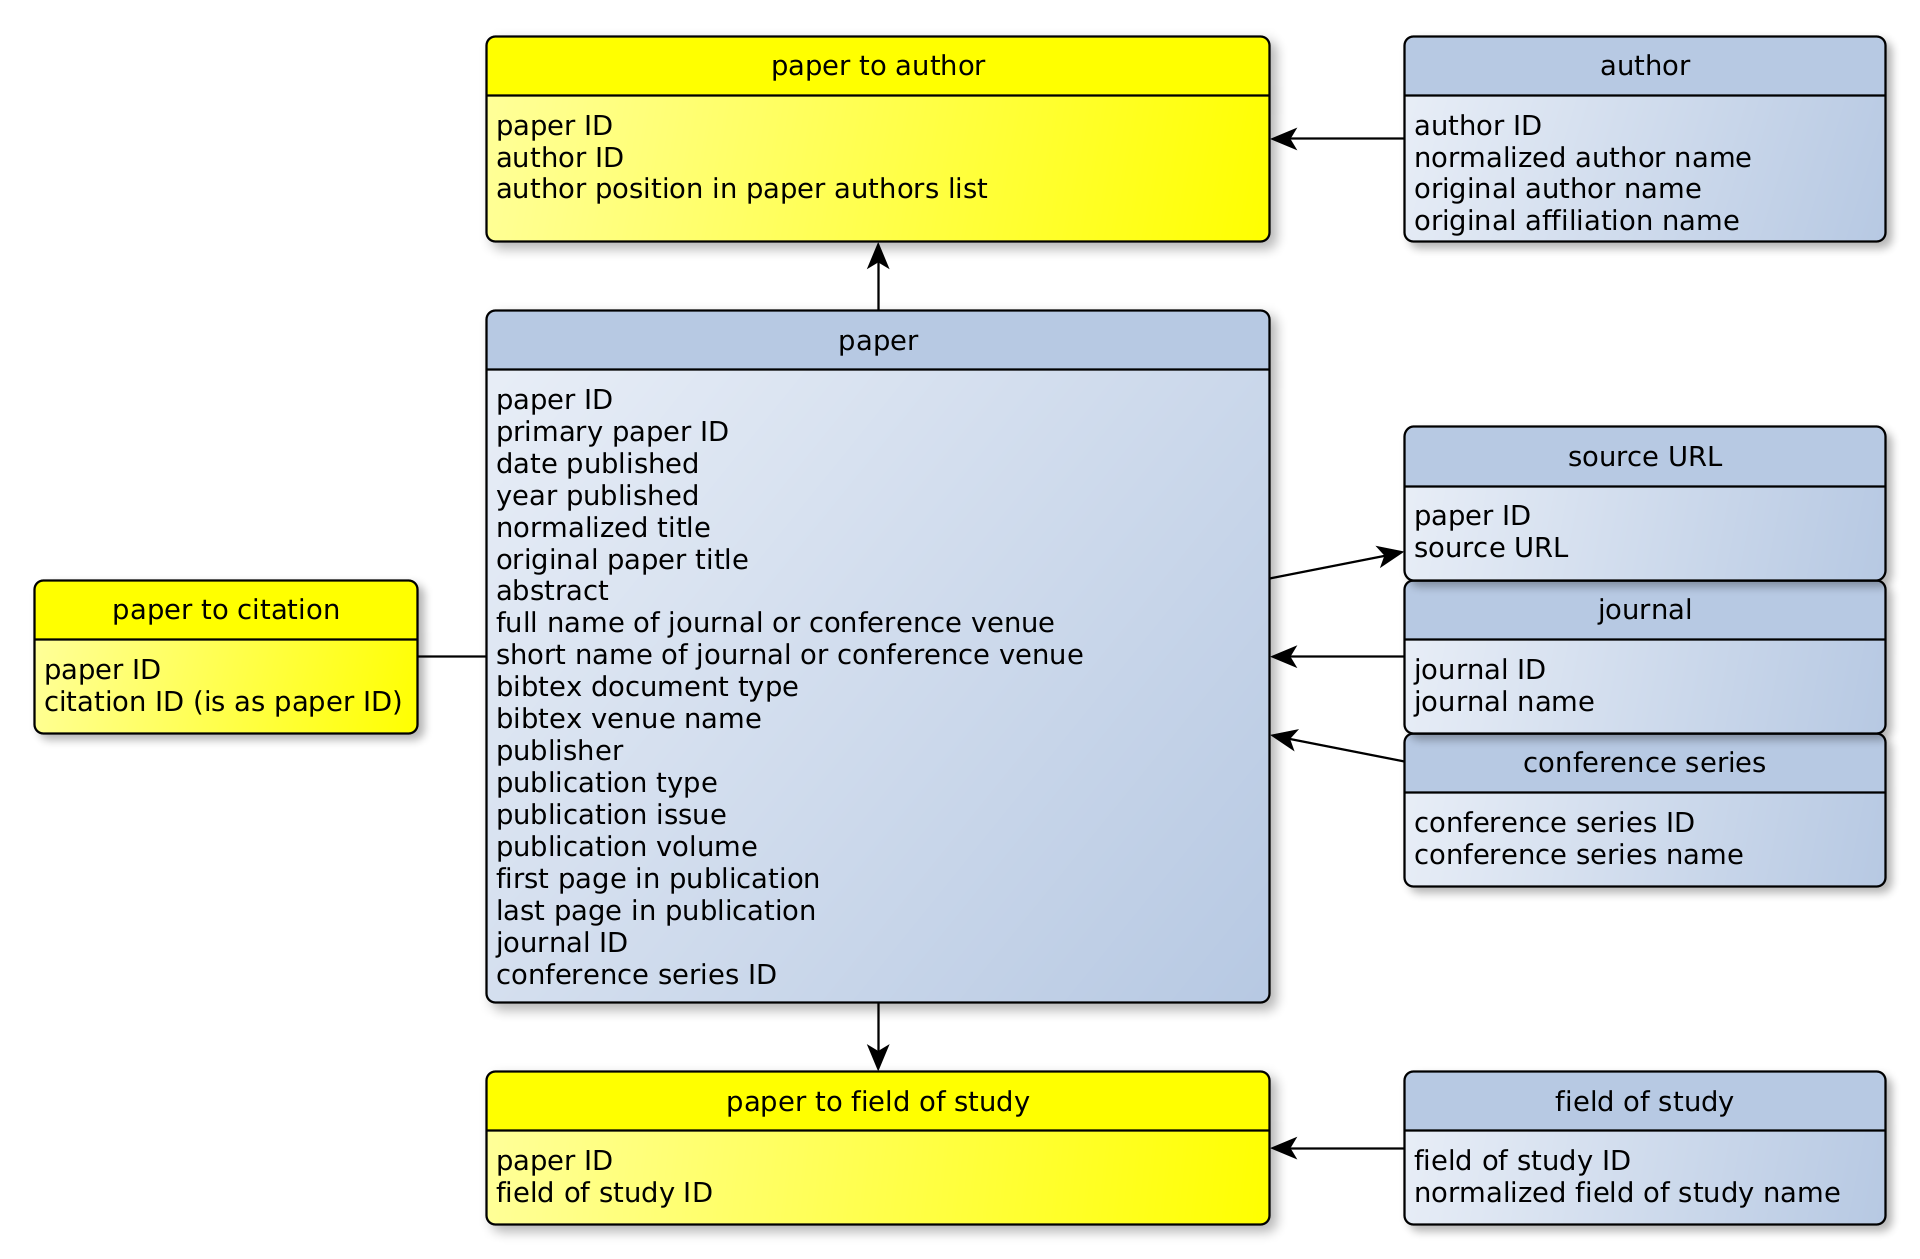 paper to author
paper ID
author ID
author position in paper authors list
author
author ID
normalized author name
original author name
original affiliation name
paper
paper ID
primary paper ID
date published
year published
normalized title
original paper title
abstract
full name of journal or conference venue
short name of journal or conference venue
bibtex document type
bibtex venue name
publisher
publication type
publication issue
publication volume
first page in publication
last page in publication
journal ID
conference series ID
source URL
paper ID
source URL
journal
journal ID
journal name
conference series
conference series ID
conference series name
paper to citation
paper ID
citation ID (is as paper ID)
paper to field of study
paper ID
field of study ID
field of study
field of study ID
normalized field of study name